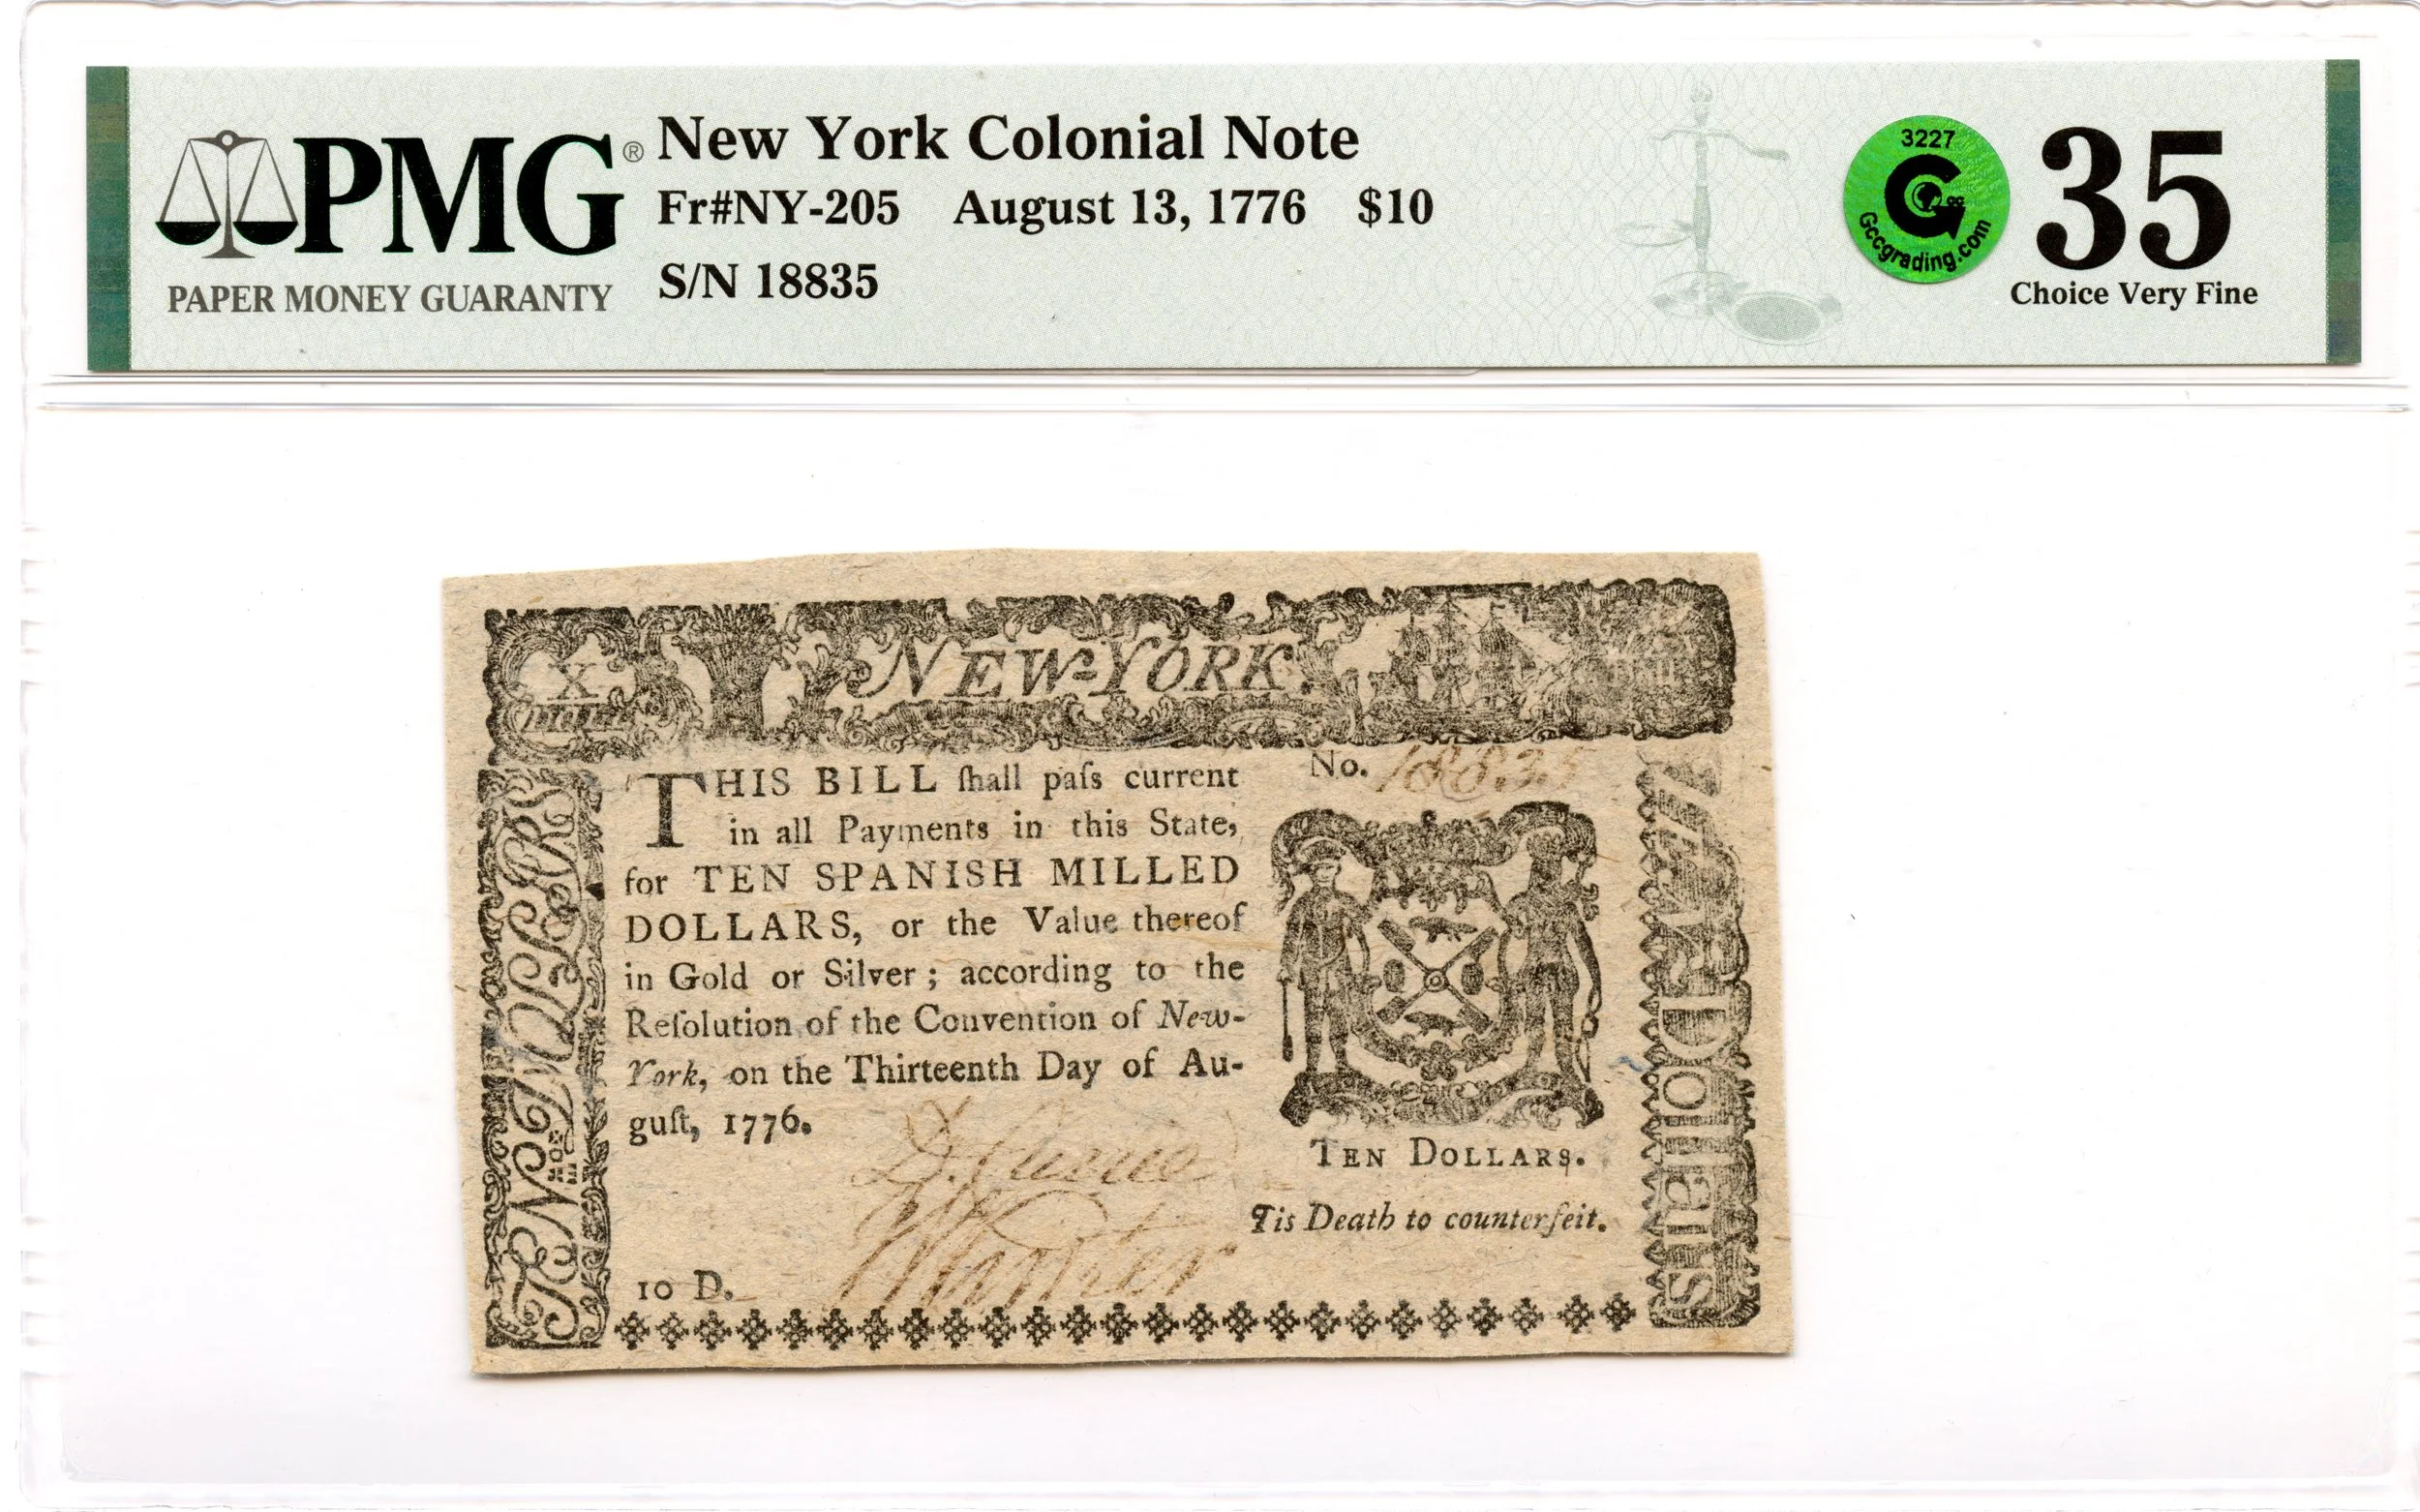 PMG®
PAPER MONEY GUARANTY
New York Colonial Note
Fr#NY-205 August 13, 1776 $10
S/N 18835
3227
Gccgrading.com
35
Choice Very Fine
X
NEW-YORK.
No. 18835
THIS BILL ſhall paſs current
in all Payments in this State,
for TEN SPANISH MILLED
DOLLARS, or the Value thereof
in Gold or Silver; according to the
Reſolution of the Convention of New-
York, on the Thirteenth Day of Au-
guſt, 1776.
TEN DOLLARS.
'Tis Death to counterfeit.
10 D.
TEN DOLLER
Dollars